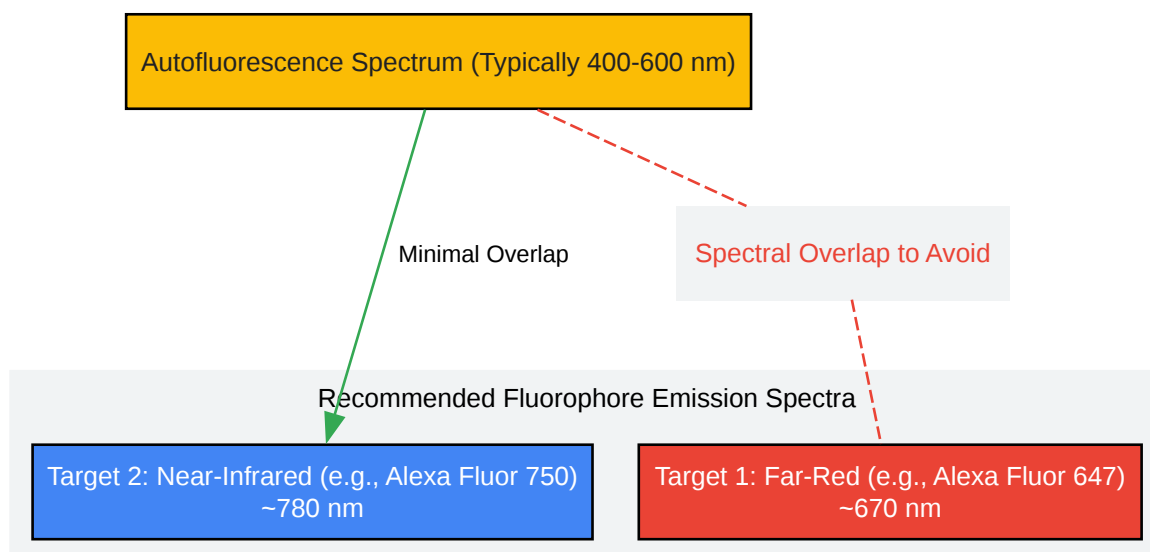 Autofluorescence Spectrum (Typically 400-600 nm)
Minimal Overlap
Spectral Overlap to Avoid
Recommended Fluorophore Emission Spectra
Target 2: Near-Infrared (e.g., Alexa Fluor 750)
~780 nm
Target 1: Far-Red (e.g., Alexa Fluor 647)
~670 nm